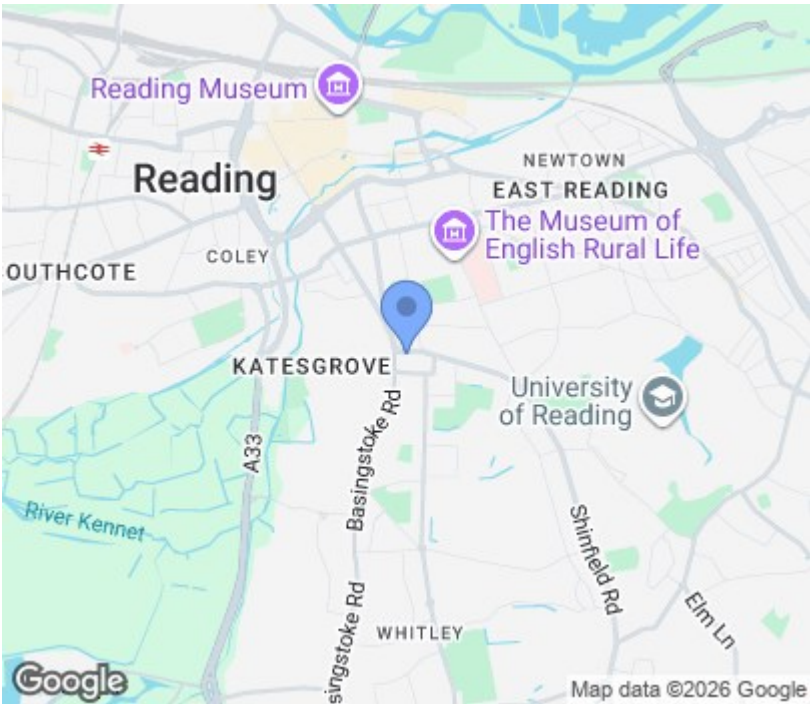 Reading Museum
NEWTOWN
Reading
EAST READING
The Museum of
English Rural Life
COLEY
OUTHCOTE
KATESGROVE
University
of Reading
Basingstoke Rd
A33
River Kennet
Shinfield Rd
Elm Ln
singstoke Rd
WHITLEY
Google
Map data ©2026 Google